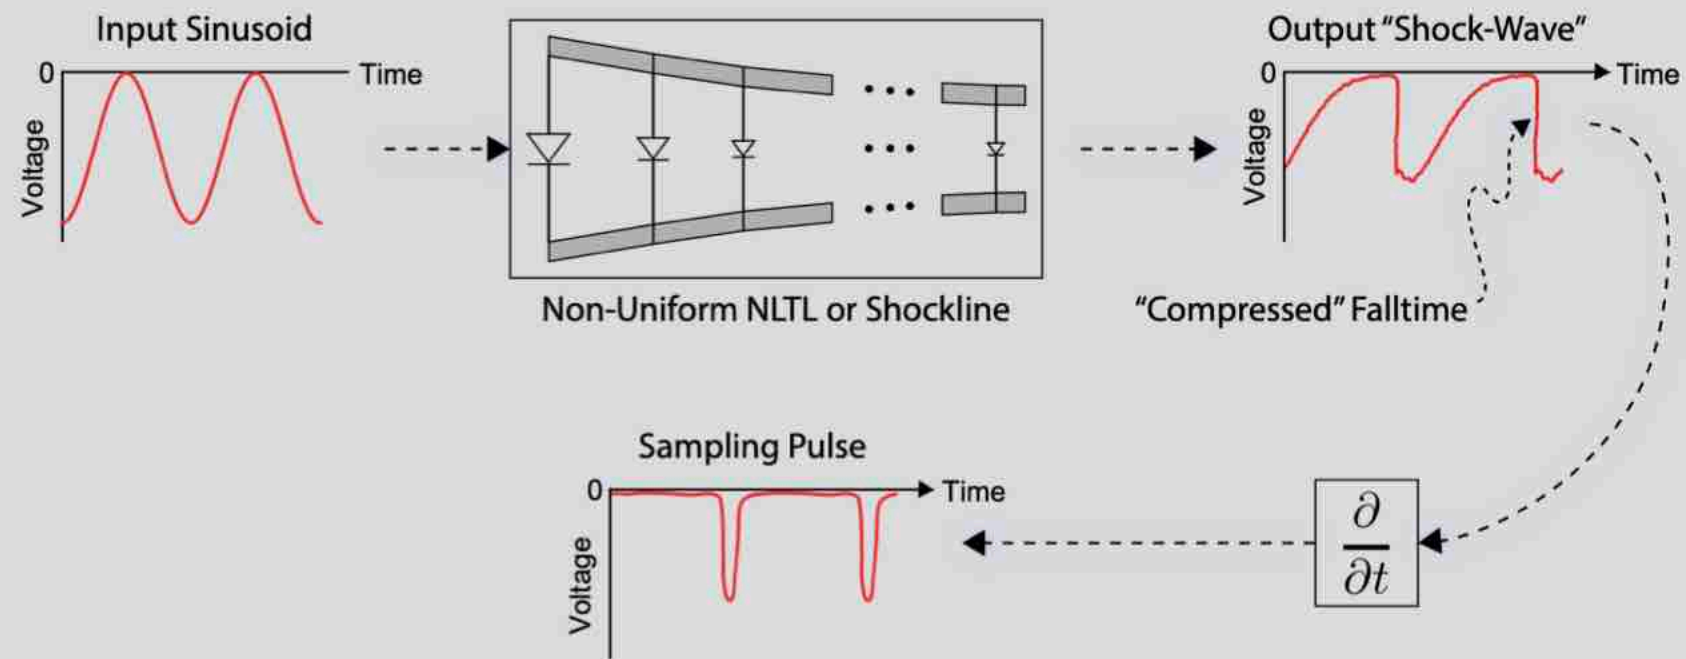 Input Sinusoid
0
Time
Voltage
Non-Uniform NLTL or Shockline
Output “Shock-Wave”
0
Time
Voltage
“Compressed” Falltime
Sampling Pulse
0
Time
Voltage
∂
∂t